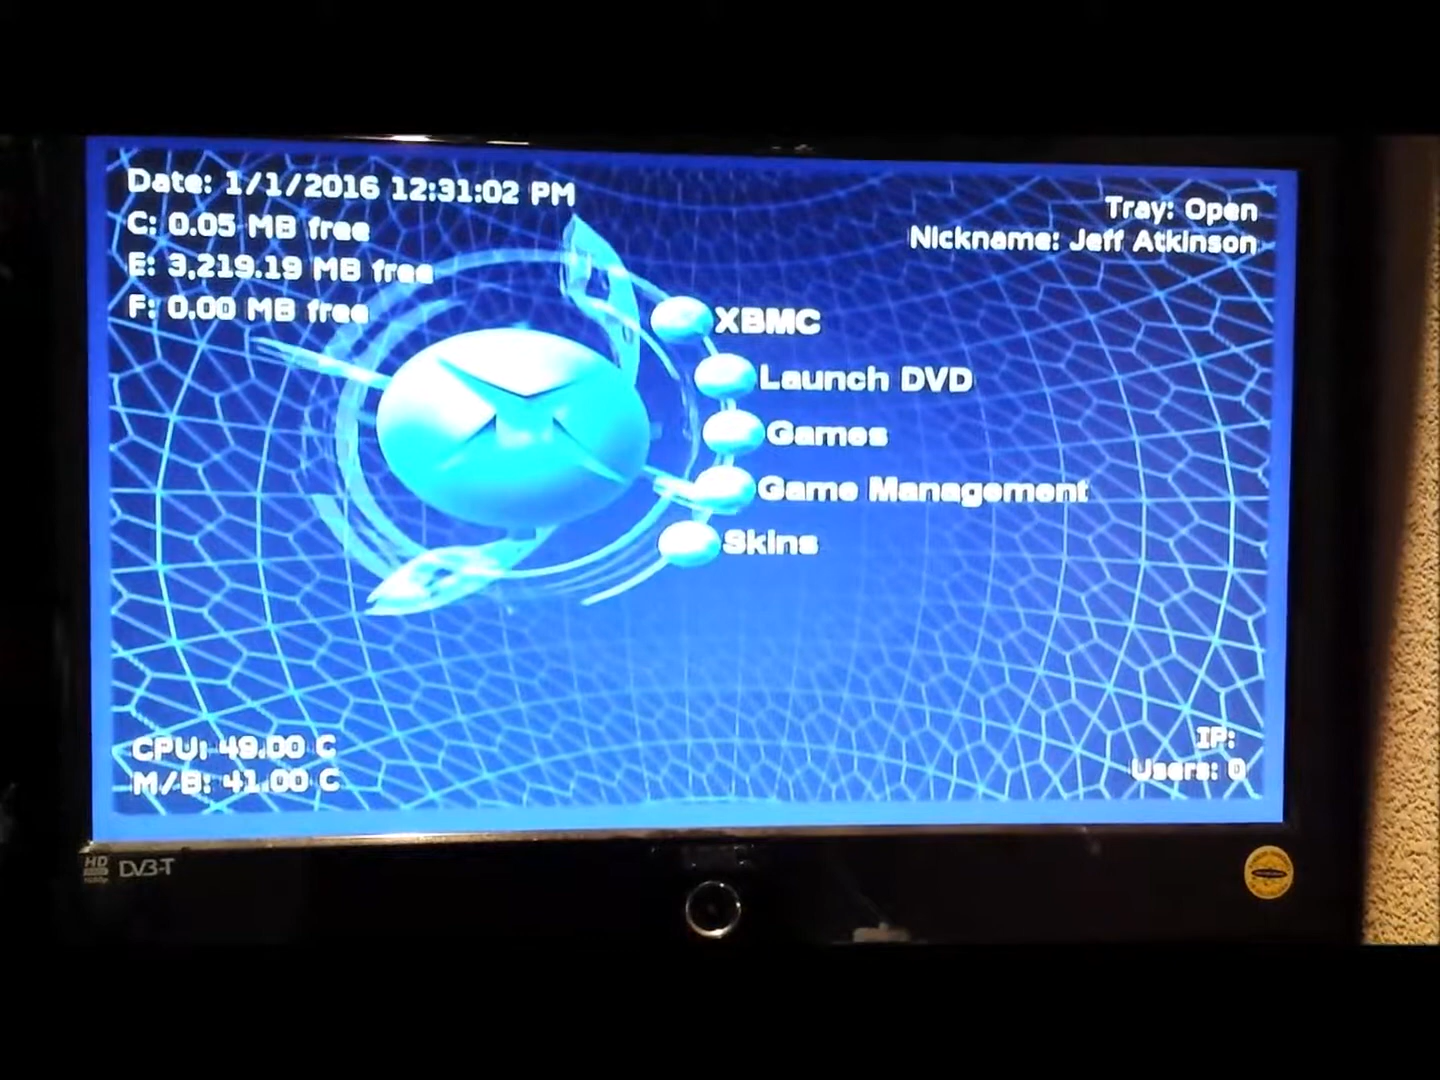 Date: 1/1/2016 12:31:02 PM
C: 0.05 MB free
E: 3,219.19 MB free
F: 0.00 MB free
Tray: Open
Nickname: Jeff Atkinson
XBMC
Launch DVD
Games
Game Management
Skins
CPU: 49.00 C
M/B: 41.00 C
IP:
Users: 0
HD
DVB-T